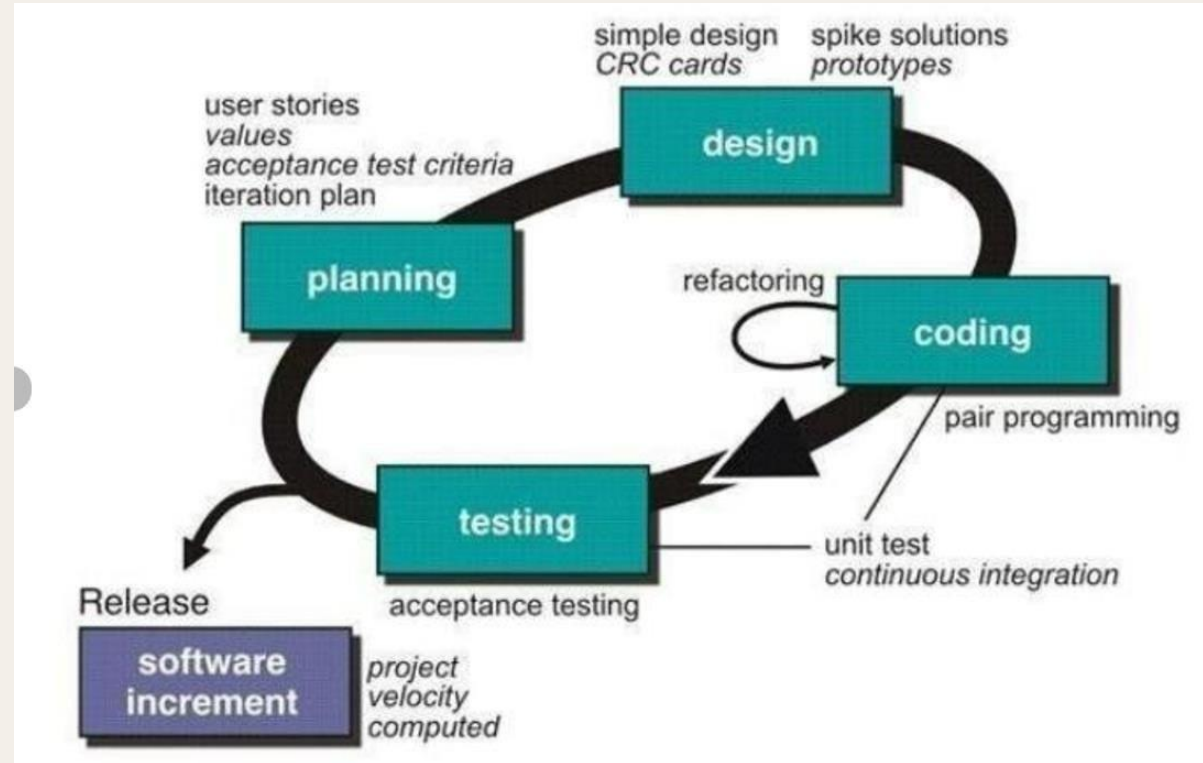 simple design
CRC cards
spike solutions
prototypes
user stories
values
acceptance test criteria
iteration plan
design
planning
refactoring
coding
pair programming
testing
unit test
continuous integration
acceptance testing
Release
software
increment
project
velocity
computed